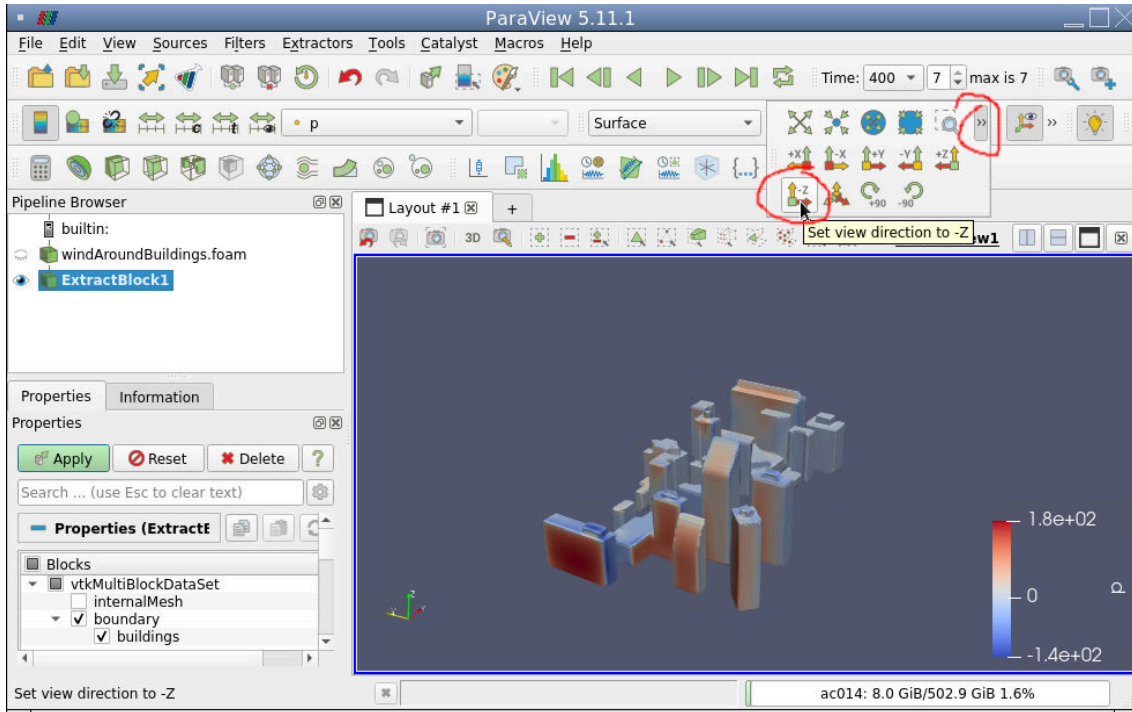 ParaView 5.11.1
File Edit View Sources Filters Extractors Tools Catalyst Macros Help
Time: 400 7 max is 7
p Surface
+X -X +Y -Y +Z
-Z +90 -90
Set view direction to -Z
Pipeline Browser
Layout #1 +
builtin:
3D
windAroundBuildings.foam
ExtractBlock1
Properties Information
Properties
Apply Reset Delete ?
Search ... (use Esc to clear text)
Properties (Extract
Blocks
vtkMultiBlockDataSet
internalMesh
boundary
buildings
1.8e+02
0
p
-1.4e+02
Z
Set view direction to -Z
ac014: 8.0 GiB/502.9 GiB 1.6%